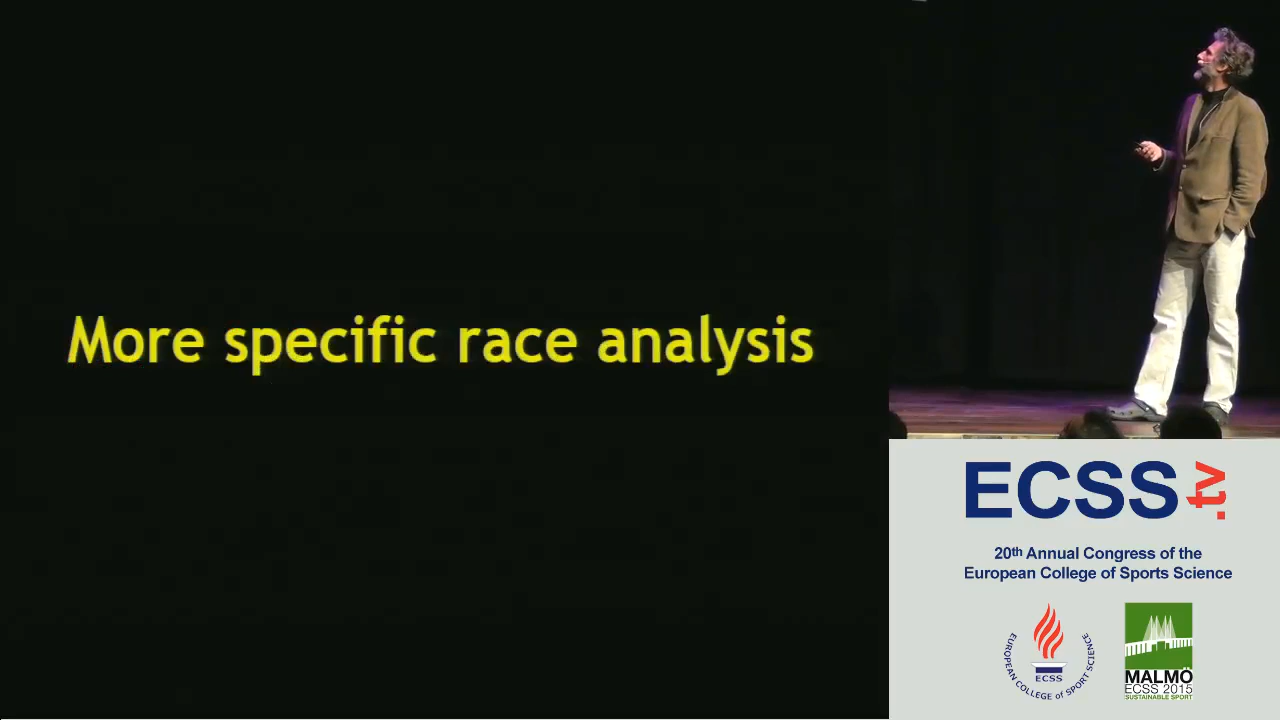 More specific race analysis
ECSS.tv
20th Annual Congress of the
European College of Sports Science
EUROPEAN COLLEGE of SPORT SCIENCE
ECSS
MALMÖ
ECSS 2015
SUSTAINABLE SPORT